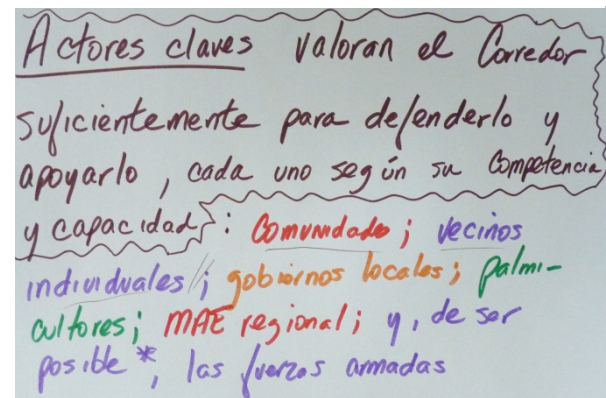 Actores claves valoran el Corredor
suficientemente para defenderlo y
apoyarlo, cada uno según su Competencia
y capacidad: Comunidades; vecinos
individuales; gobiernos locales; palmi-
cultores; MAE regional; y, de ser
posible*, las fuerzas armadas